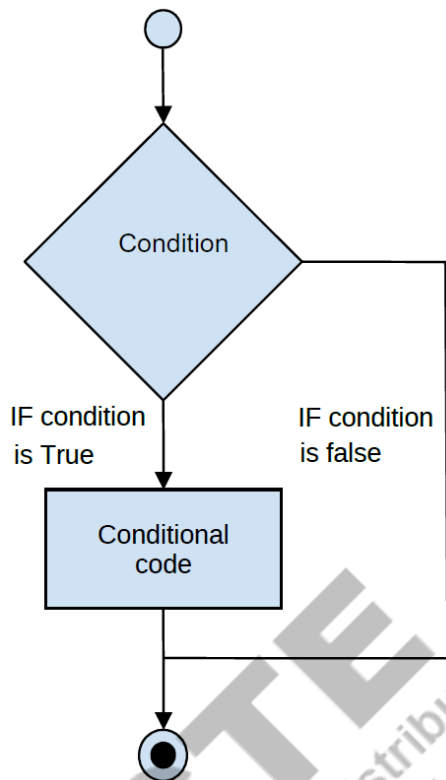 Condition
IF condition
is True
IF condition
is false
Conditional
code